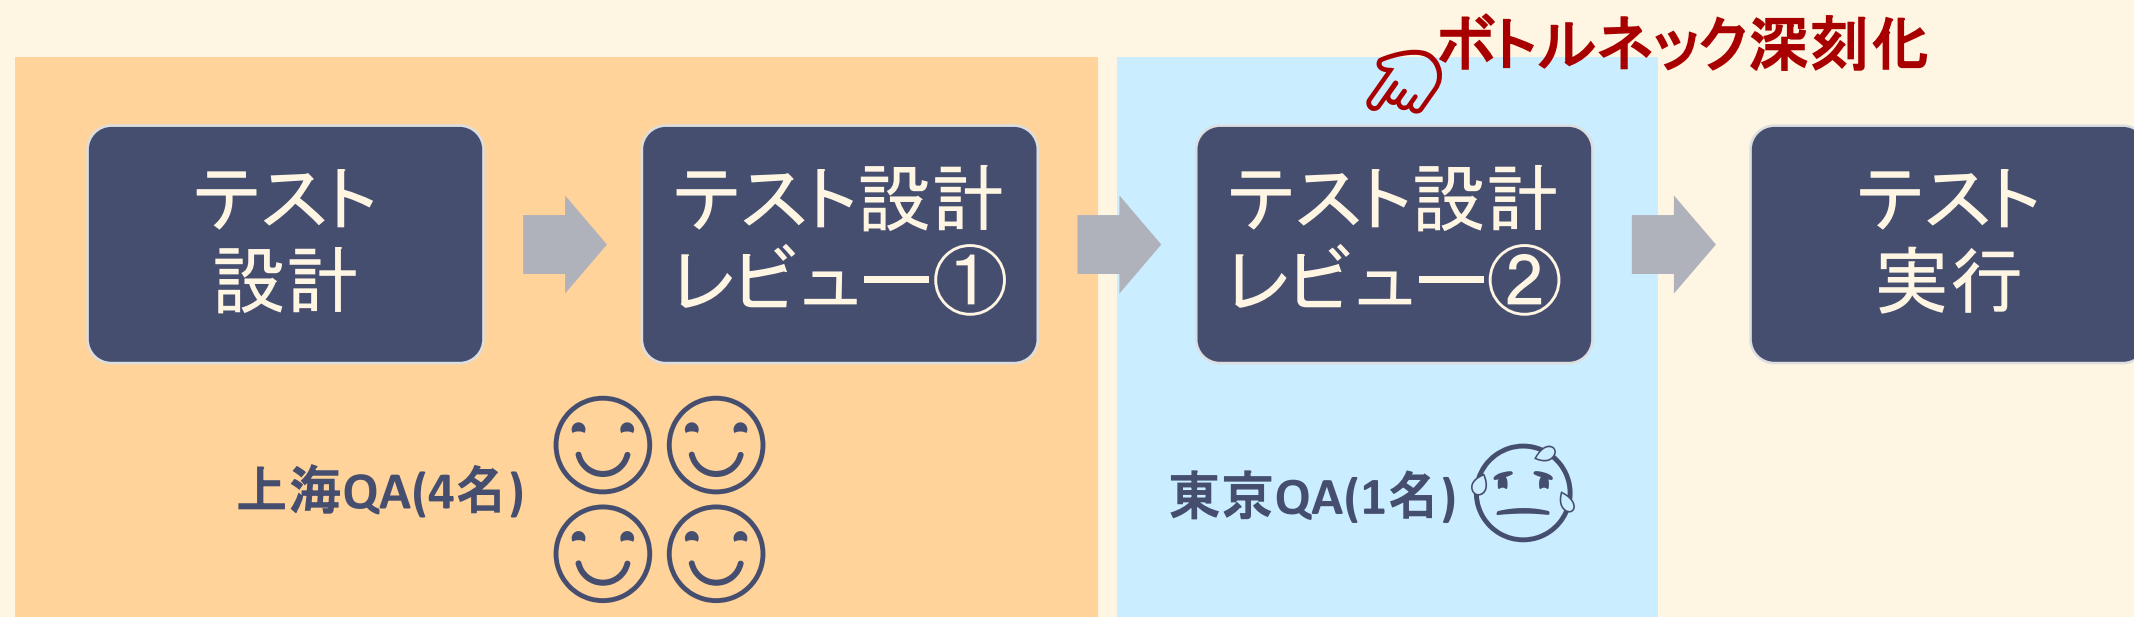 ボトルネック深刻化
テスト
設計
テスト設計
レビュー①
テスト設計
レビュー②
テスト
実行
上海QA(4名)
東京QA(1名)